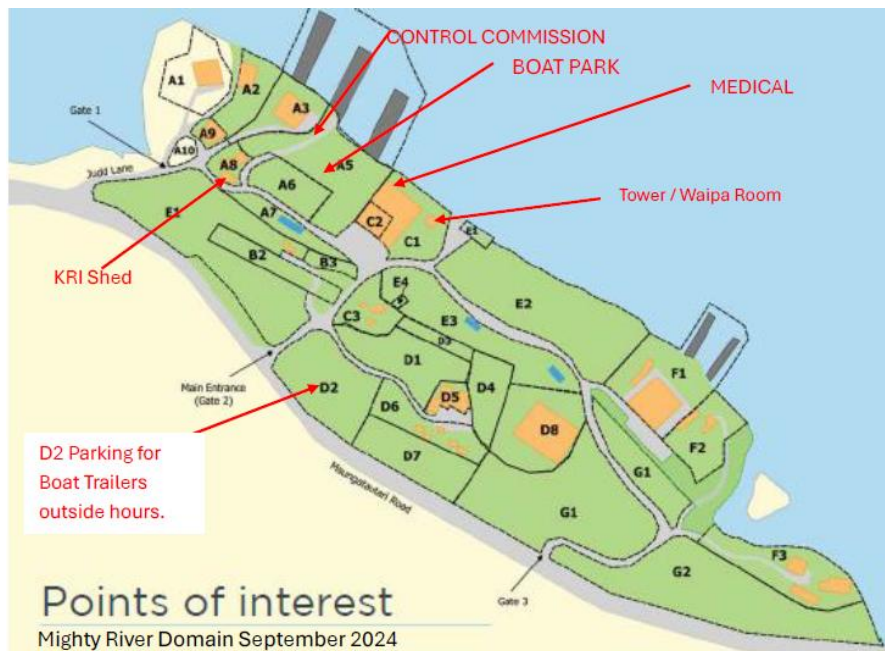 CONTROL COMMISSION
BOAT PARK
MEDICAL
A1
A2
Gate 1
A3
A9
A10
A8
A5
Judd Lane
A6
Tower / Waipa Room
E1
A7
C2
C1
E1
B2
B3
KRI Shed
E4
E2
C3
E3
D3
F1
D1
Main Entrance
(Gate 2)
D2
D4
D5
D6
D8
F2
D2 Parking for
Boat Trailers
outside hours.
D7
G1
Maungatautari Road
G1
F3
G2
Gate 3
Points of interest
Mighty River Domain September 2024